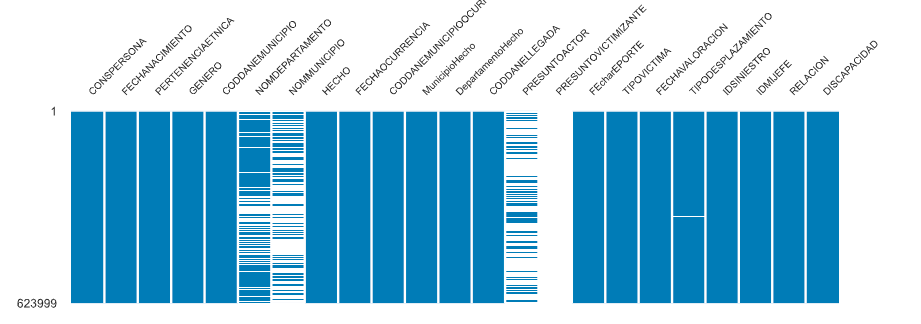 CONSPERSONA
FECHANACIMIENTO
PERTENENCIAETNICA
GENERO
CODDANEMUNICIPIO
NOMDEPARTAMENTO
NOMMUNICIPIO
HECHO
FECHAOCURRENCIA
CODDANEMUNICIPIOOCUR
MunicipioHecho
DepartamentoHecho
CODDANELLEGADA
PRESUNTOACTOR
PRESUNTOVICTIMIZANTE
FEcharEPORTE
TIPOVICTIMA
FECHAVALORACION
TIPODESPLAZAMIENTO
IDSINIESTRO
IDMIJEFE
RELACION
DISCAPACIDAD
1
623999